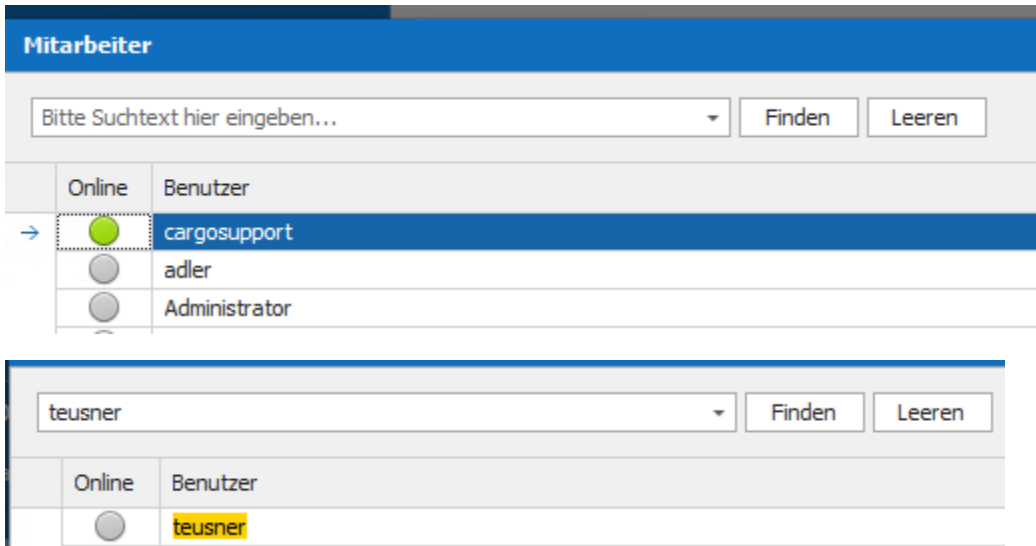 Mitarbeiter
Bitte Suchtext hier eingeben... Finden Leeren
Online Benutzer
cargosupport
adler
Administrator
teusner Finden Leeren
Online Benutzer
teusner